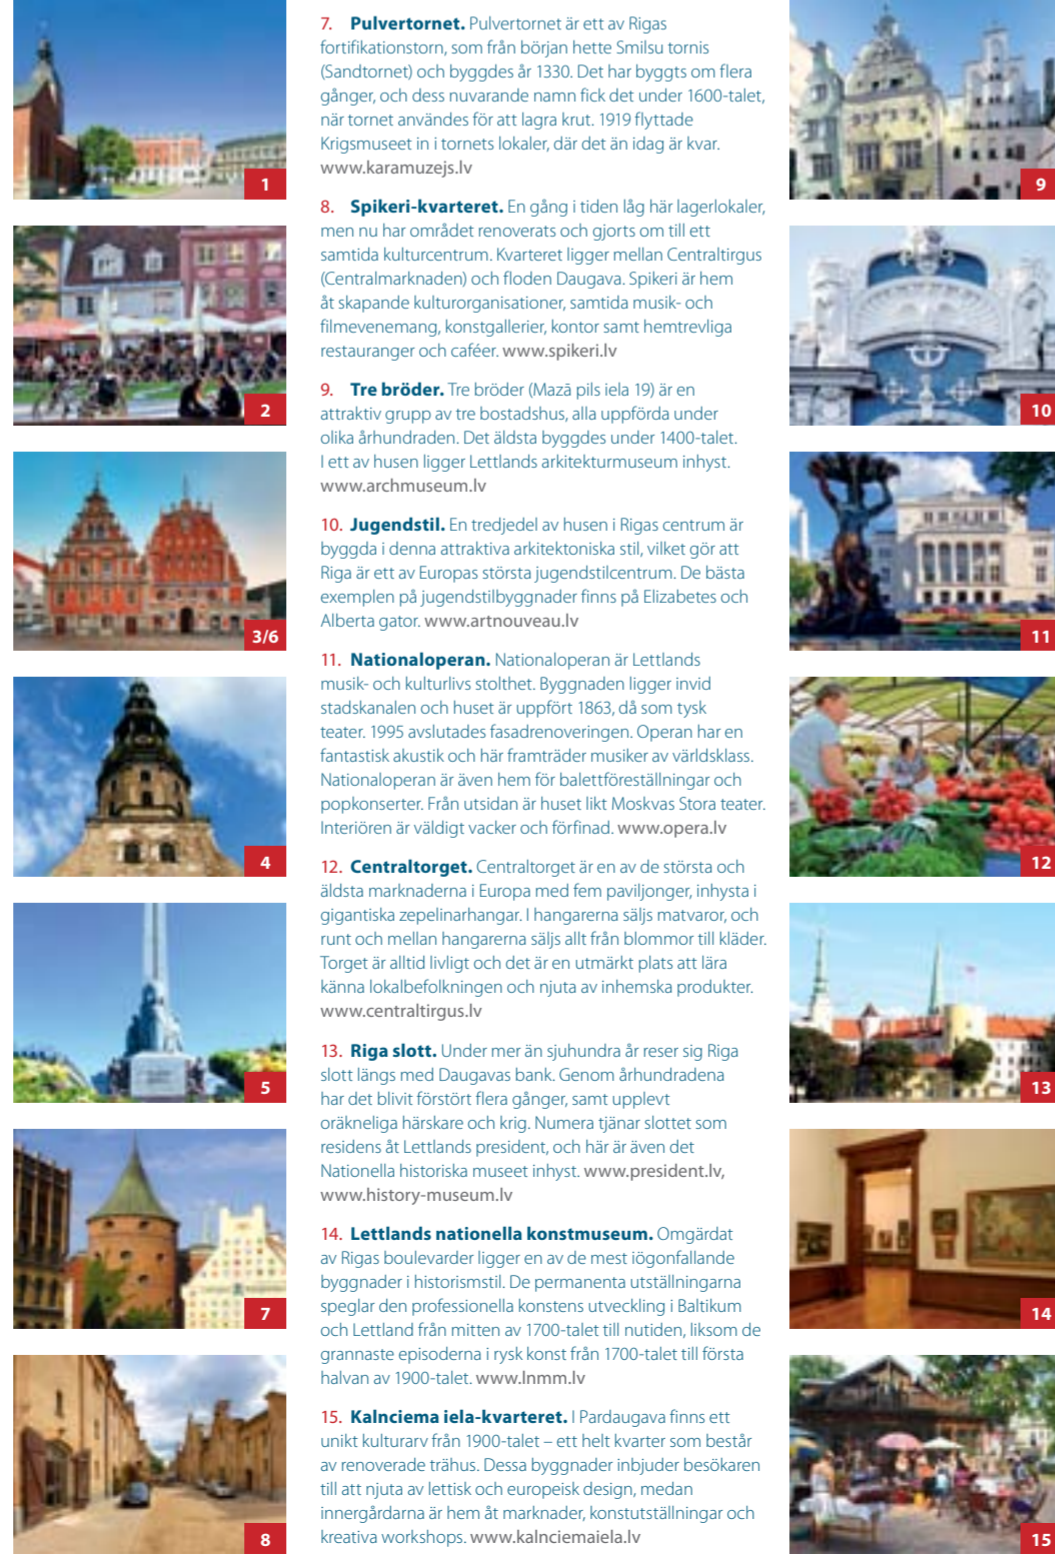 7. Pulvertornet. Pulvertornet är ett av Rigas
fortifikationstorn, som från början hette Smilsu tornis
(Sandtornet) och byggdes år 1330. Det har byggts om flera
gånger, och dess nuvarande namn fick det under 1600-talet,
när tornet användes för att lagra krut. 1919 flyttade
Krigsmuseet in i tornets lokaler, där det än idag är kvar.
www.karamuzejs.lv
8. Spikeri-kvarteret. En gång i tiden låg här lagerlokaler,
men nu har området renoverats och gjorts om till ett
samtida kulturcentrum. Kvarteret ligger mellan Centraltirgus
(Centralmarknaden) och floden Daugava. Spikeri är hem
åt skapande kulturorganisationer, samtida musik- och
filmevenemang, konstgallerier, kontor samt hemtrevliga
restauranger och caféer. www.spikeri.lv
9. Tre bröder. Tre bröder (Mazā pils iela 19) är en
attraktiv grupp av tre bostadshus, alla uppförda under
olika århundraden. Det äldsta byggdes under 1400-talet.
I ett av husen ligger Lettlands arkitekturmuseum inhyst.
www.archmuseum.lv
10. Jugendstil. En tredjedel av husen i Rigas centrum är
byggda i denna attraktiva arkitektoniska stil, vilket gör att
Riga är ett av Europas största jugendstilcentrum. De bästa
exemplen på jugendstilbyggnader finns på Elizabetes och
Alberta gator. www.artnouveau.lv
11. Nationaloperan. Nationaloperan är Lettlands
musik- och kulturlivs stolthet. Byggnaden ligger invid
stadskanalen och huset är uppfört 1863, då som tysk
teater. 1995 avslutades fasadrenoveringen. Operan har en
fantastisk akustik och här framträder musiker av världsklass.
Nationaloperan är även hem för balettföreställningar och
popkonserter. Från utsidan är huset likt Moskvas Stora teater.
Interiören är väldigt vacker och förfinad. www.opera.lv
12. Centraltorget. Centraltorget är en av de största och
äldsta marknaderna i Europa med fem paviljonger, inhysta i
gigantiska zepelinarhangar. I hangarerna säljs matvaror, och
runt och mellan hangarerna säljs allt från blommor till kläder.
Torget är alltid livligt och det är en utmärkt plats att lära
känna lokalbefolkningen och njuta av inhemska produkter.
www.centraltirgus.lv
13. Riga slott. Under mer än sjuhundra år reser sig Riga
slott längs med Daugavas bank. Genom århundradena
har det blivit förstört flera gånger, samt upplevt
oräkneliga härskare och krig. Numera tjänar slottet som
residens åt Lettlands president, och här är även det
Nationella historiska museet inhyst. www.president.lv,
www.history-museum.lv
14. Lettlands nationella konstmuseum. Omgärdat
av Rigas boulevarder ligger en av de mest iögonfallande
byggnader i historismstil. De permanenta utställningarna
speglar den professionella konstens utveckling i Baltikum
och Lettland från mitten av 1700-talet till nutiden, liksom de
grannaste episoderna i rysk konst från 1700-talet till första
halvan av 1900-talet. www.lnmm.lv
15. Kalnciema iela-kvarteret. I Pardaugava finns ett
unikt kulturarv från 1900-talet – ett helt kvarter som består
av renoverade trähus. Dessa byggnader inbjuder besökaren
till att njuta av lettisk och europeisk design, medan
innergårdarna är hem åt marknader, konstutställningar och
kreativa workshops. www.kalnciemaiela.lv
1
2
3/6
4
5
7
8
9
10
11
12
13
14
15